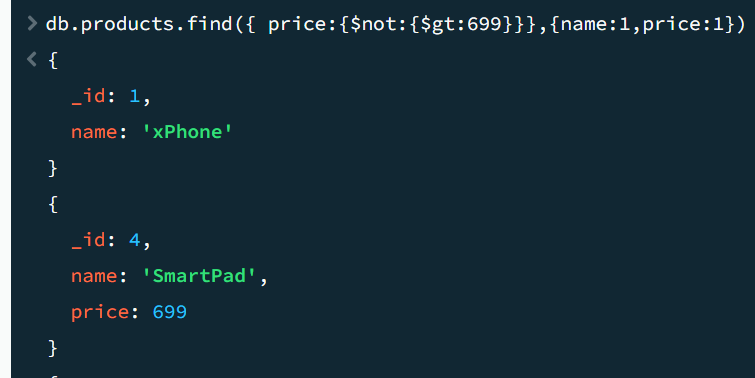 > db.products.find({ price:{$not:{$gt:699}}},{name:1,price:1})
< {
_id: 1,
name: 'xPhone'
}
{
_id: 4,
name: 'SmartPad',
price: 699
}